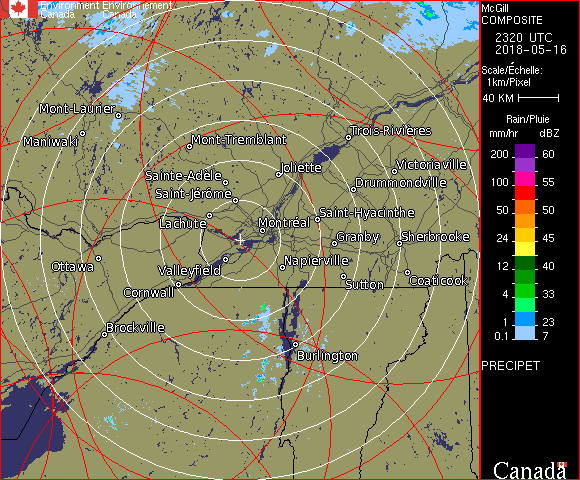 Environment Environnement
Canada Canada
McGill
COMPOSITE
2320 UTC
2018-05-16
Scale/Échelle:
1km/Pixel
40 KM
Rain/Pluie
mm/hr dBZ
200 60
150 57
100 55
50 50
24 45
12 40
4 33
1 23
0.1 7
PRECIPET
Canada
Mont-Laurier
Maniwaki
Mont-Tremblant
Trois-Rivières
Joliette
Victoriaville
Sainte-Adèle
Drummondville
Saint-Jérôme
Lachute
Saint-Hyacinthe
Montréal
Granby
Sherbrooke
Ottawa
Valleyfield
Napierville
Sutton
Coaticook
Cornwall
Brockville
Burlington